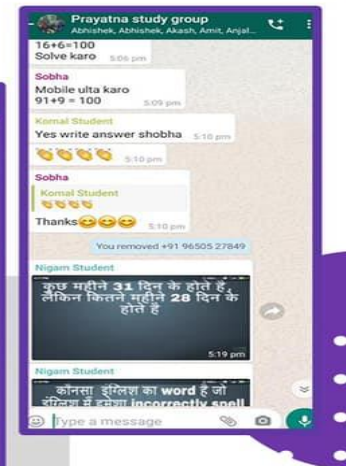 Prayatna study group
Abhishek, Abhishek, Akash, Amit, Anjal...
16+6=100
Solve karo 5:06 pm
Sobha
Mobile ulta karo
91+9 = 100 5:09 pm
Komal Student
Yes write answer shobha 5:10 pm
👏👏👏👏 5:10 pm
Sobha
Komal Student
👏👏👏👏
Thanks😊😊😊 5:10 pm
You removed +91 96505 27849
Nigam Student
कुछ महीने 31 दिन के होते है,
लेकिन कितने महीने 28 दिन के
होते है
5:19 pm
Nigam Student
कौनसा इंग्लिश का word है जो
इंग्लिश में हमेशा incorrectly spell
Type a message